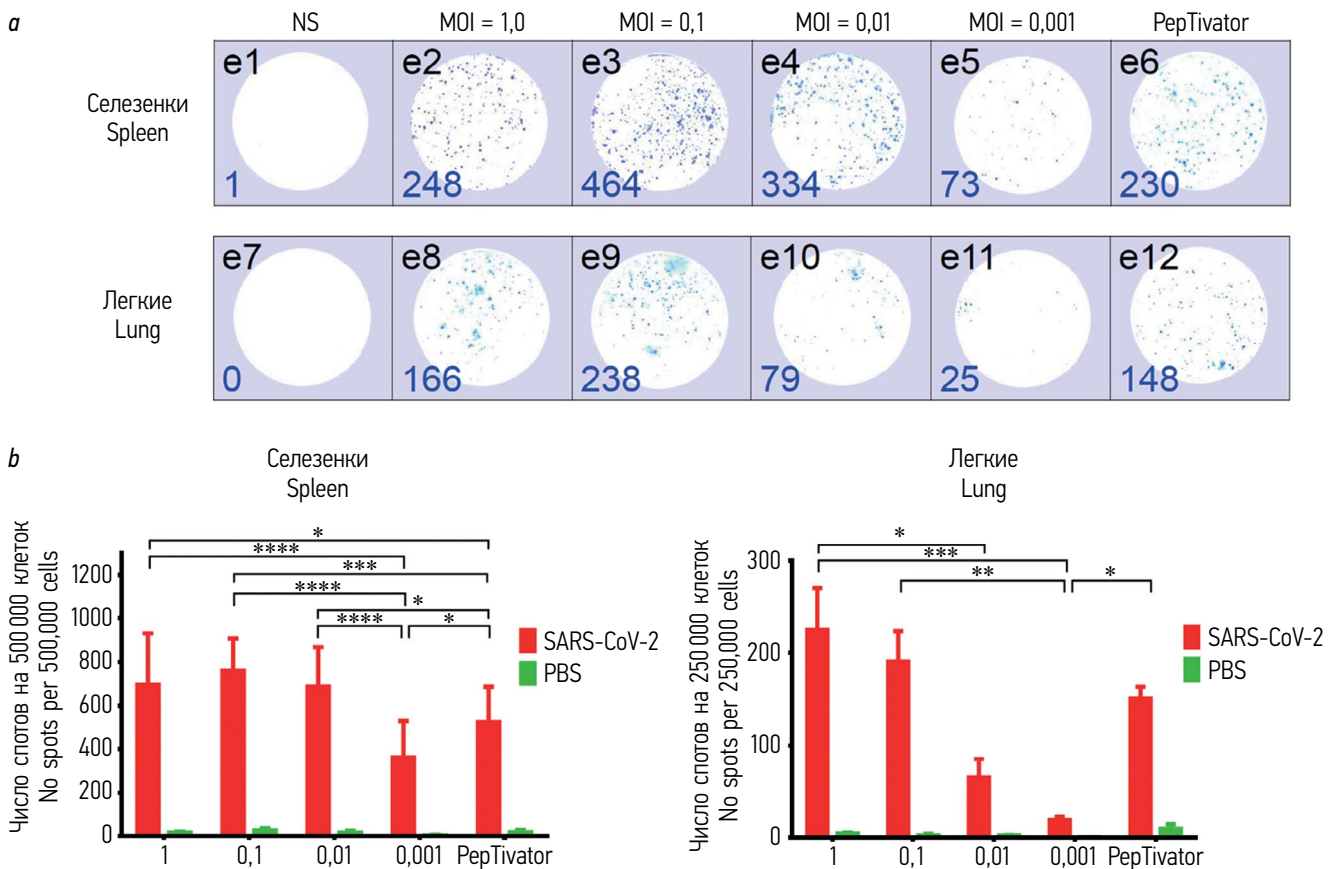 a
NS MOI = 1,0 MOI = 0,1 MOI = 0,01 MOI = 0,001 PepTivator
Селезенки
Spleen
e1 e2 e3 e4 e5 e6
1 248 464 334 73 230
Легкие
Lung
e7 e8 e9 e10 e11 e12
0 166 238 79 25 148
b
Селезенки
Spleen
Число спотов на 500 000 клеток
No spots per 500,000 cells
1200
1000
800
600
400
200
0
*
****
***
****
*
**** *
SARS-CoV-2
PBS
1 0,1 0,01 0,001 PepTivator
Легкие
Lung
Число спотов на 250 000 клеток
No spots per 250,000 cells
300
200
100
0
*
***
** *
SARS-CoV-2
PBS
1 0,1 0,01 0,001 PepTivator